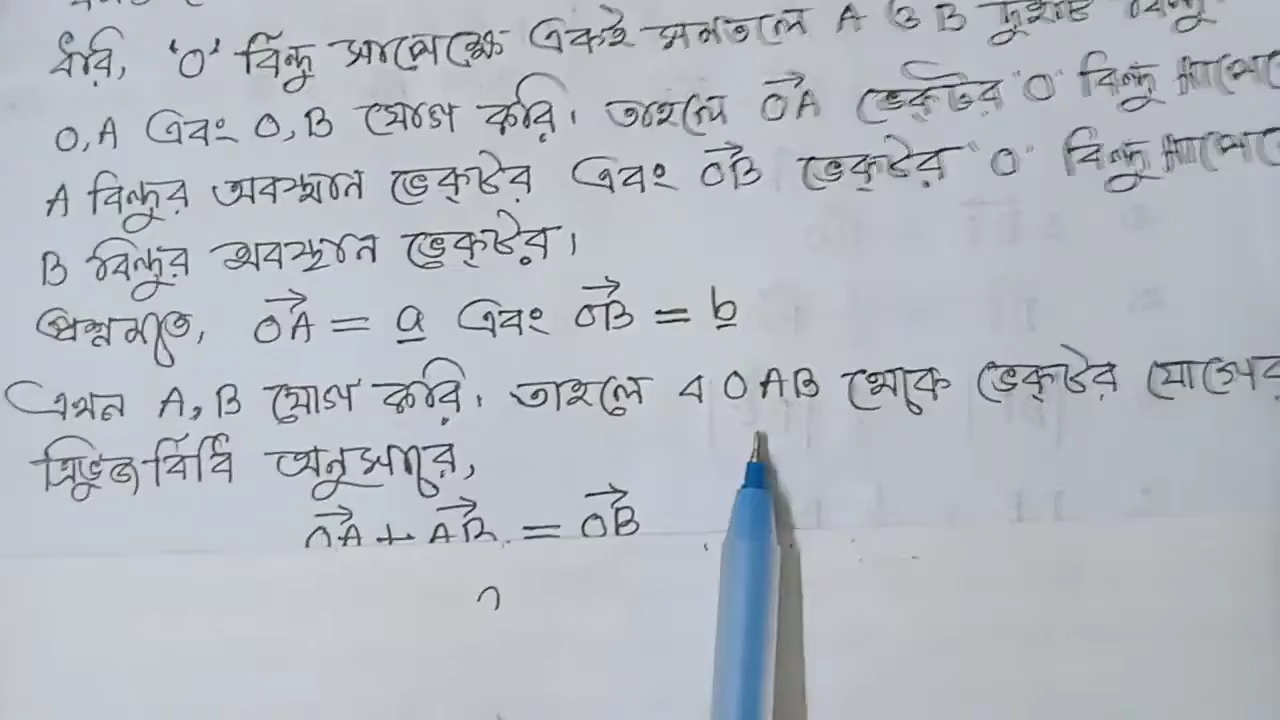 ধরি, 'O' বিন্দু সাপেক্ষে একই সমতলে A ও B দুইটি বিন্দু
O, A এবং O, B যোগ করি। তাহলে OA⃗ ভেক্টর "O" বিন্দু সাপেক্ষে
A বিন্দুর অবস্থান ভেক্টর এবং OB⃗ ভেক্টর "O" বিন্দু সাপেক্ষে
B বিন্দুর অবস্থান ভেক্টর।
প্রশ্নমতে, OA⃗ = a̲ এবং OB⃗ = b̲
এখন A, B যোগ করি। তাহলে △OAB থেকে ভেক্টর যোগের
ত্রিভুজবিধি অনুসারে,
OA⃗ + AB⃗ = OB⃗